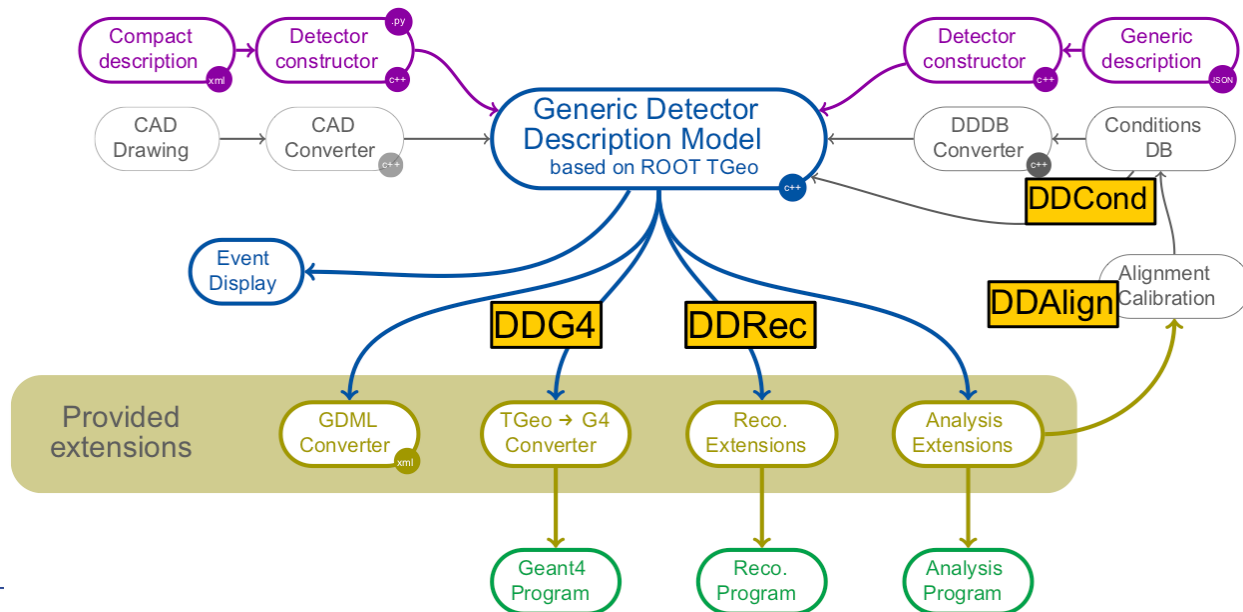 .py
Compact
description
xml
Detector
constructor
c++
Detector
constructor
c++
Generic
description
JSON
CAD
Drawing
CAD
Converter
c++
Generic Detector
Description Model
based on ROOT TGeo
c++
DDDB
Converter
c++
Conditions
DB
DDCond
Event
Display
Alignment
Calibration
DDAlign
DDG4
DDRec
Provided
extensions
GDML
Converter
xml
TGeo → G4
Converter
Reco.
Extensions
Analysis
Extensions
Geant4
Program
Reco.
Program
Analysis
Program